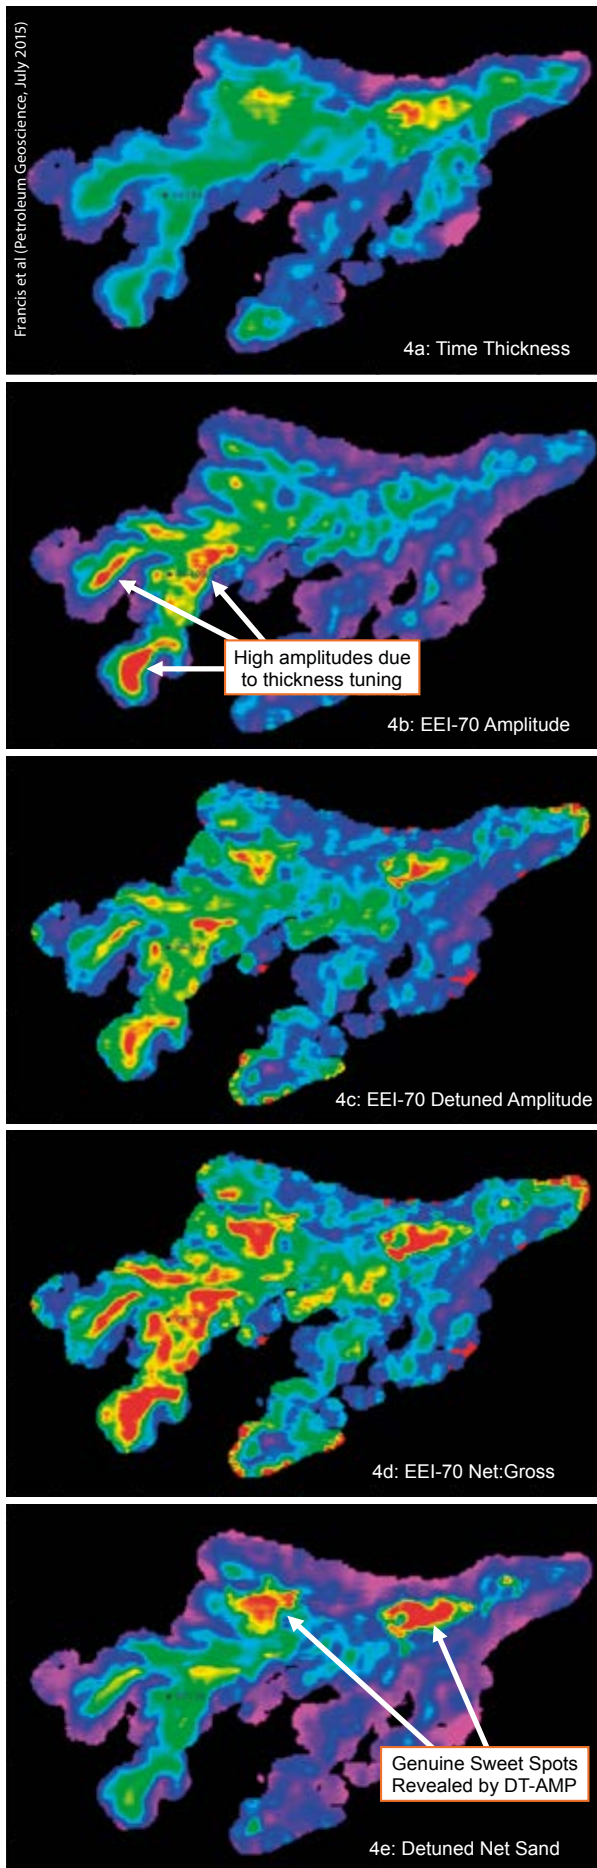 Francis et al (Petroleum Geoscience, July 2015)
4a: Time Thickness
High amplitudes due
to thickness tuning
4b: EEI-70 Amplitude
4c: EEI-70 Detuned Amplitude
4d: EEI-70 Net:Gross
Genuine Sweet Spots
Revealed by DT-AMP
4e: Detuned Net Sand